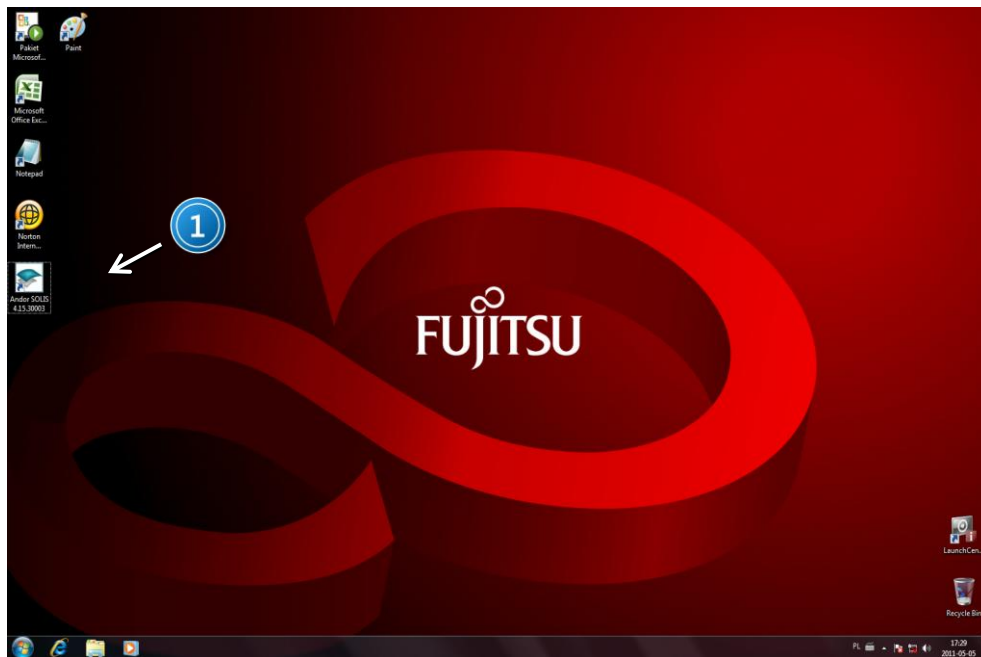 Pakiet
Microsof...
Paint
Microsoft
Office Exc...
Notepad
Norton
Intern...
Andor SOLIS
4.15.30003
1
FUJITSU
LaunchCen...
Recycle Bin
PL
17:29
2011-05-05